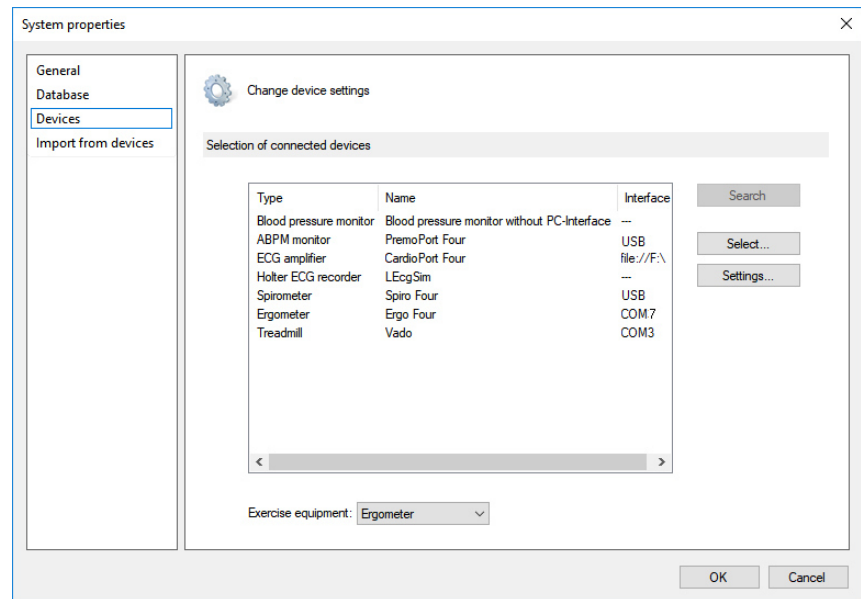 System properties
General
Database
Devices
Import from devices
Change device settings
Selection of connected devices
Type Name Interface
Blood pressure monitor Blood pressure monitor without PC-Interface ---
ABPM monitor PremoPort Four USB
ECG amplifier CardioPort Four file://F:\
Holter ECG recorder LEcgSim ---
Spirometer Spiro Four USB
Ergometer Ergo Four COM7
Treadmill Vado COM3
Search
Select...
Settings...
Exercise equipment: Ergometer
OK Cancel